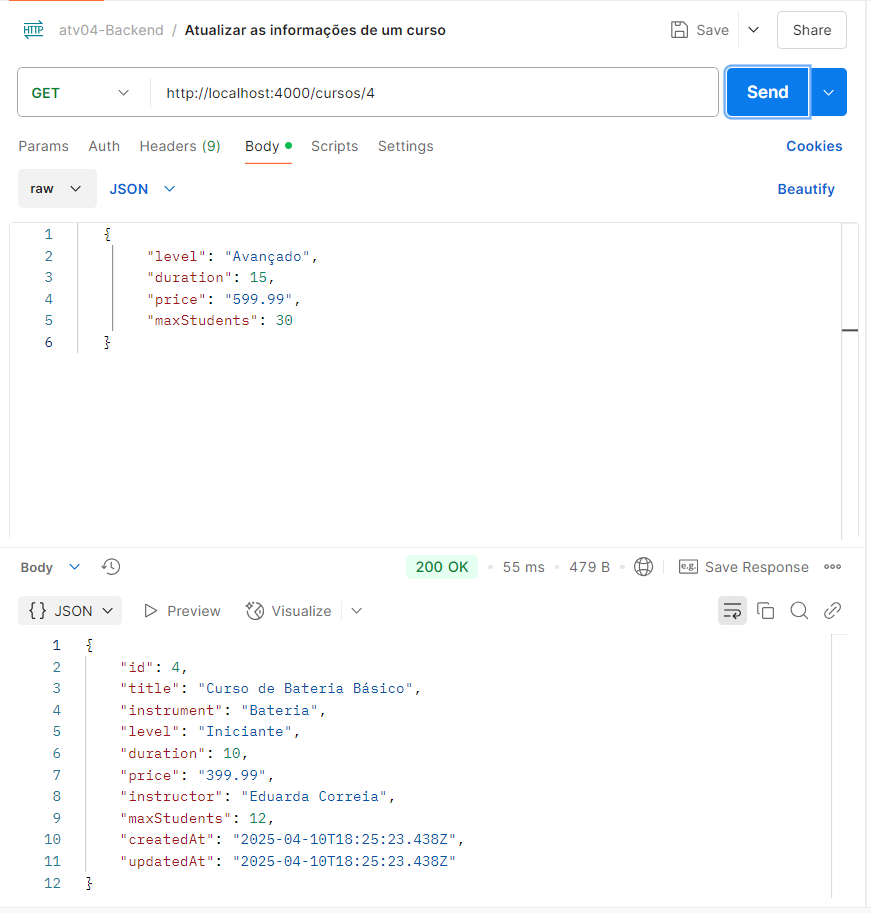 HTTP atv04-Backend / Atualizar as informações de um curso Save Share
GET http://localhost:4000/cursos/4 Send
Params Auth Headers (9) Body Scripts Settings Cookies
raw JSON Beautify
1 {
2 "level": "Avançado",
3 "duration": 15,
4 "price": "599.99",
5 "maxStudents": 30
6 }
Body 200 OK • 55 ms • 479 B • e.g. Save Response
{} JSON Preview Visualize
1 {
2 "id": 4,
3 "title": "Curso de Bateria Básico",
4 "instrument": "Bateria",
5 "level": "Iniciante",
6 "duration": 10,
7 "price": "399.99",
8 "instructor": "Eduarda Correia",
9 "maxStudents": 12,
10 "createdAt": "2025-04-10T18:25:23.438Z",
11 "updatedAt": "2025-04-10T18:25:23.438Z"
12 }